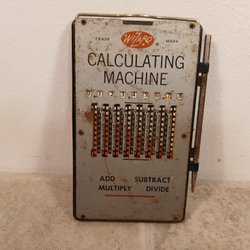 WIZARD
TRADE MARK
CALCULATING
MACHINE
ADD SUBTRACT
MULTIPLY DIVIDE